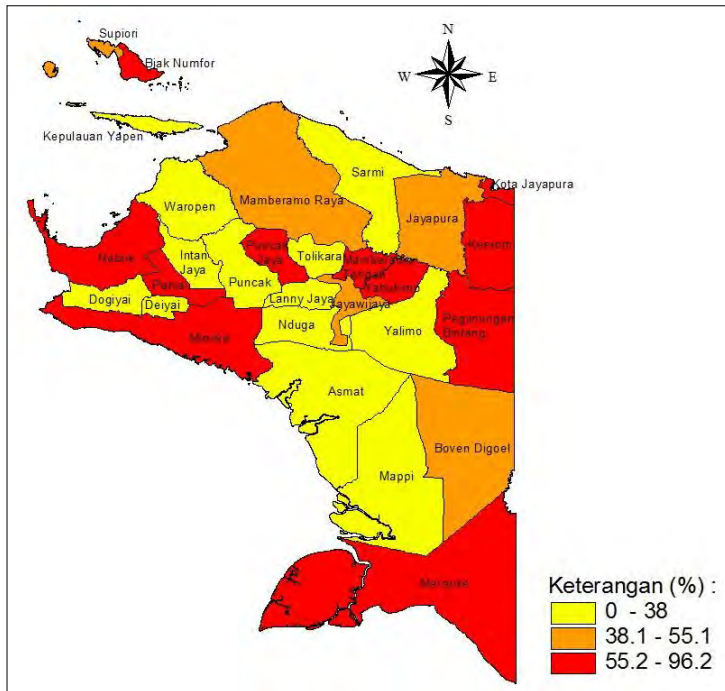 Supiori
Biak Numfor
N
W
E
S
Kepulauan Yapen
Sarmi
Kota Jayapura
Waropen
Mamberamo Raya
Jayapura
Keerom
Nabire
Intan
Jaya
Puncak
Jaya
Tolikara
Mamberamo
Tengah
Paniai
Puncak
Yahukimo
Dogiyai
Deiyai
Lanny Jaya
Jayawijaya
Pegunungan
Bintang
Mimika
Nduga
Yalimo
Asmat
Boven Digoel
Mappi
Merauke
Keterangan (%) :
0 - 38
38.1 - 55.1
55.2 - 96.2